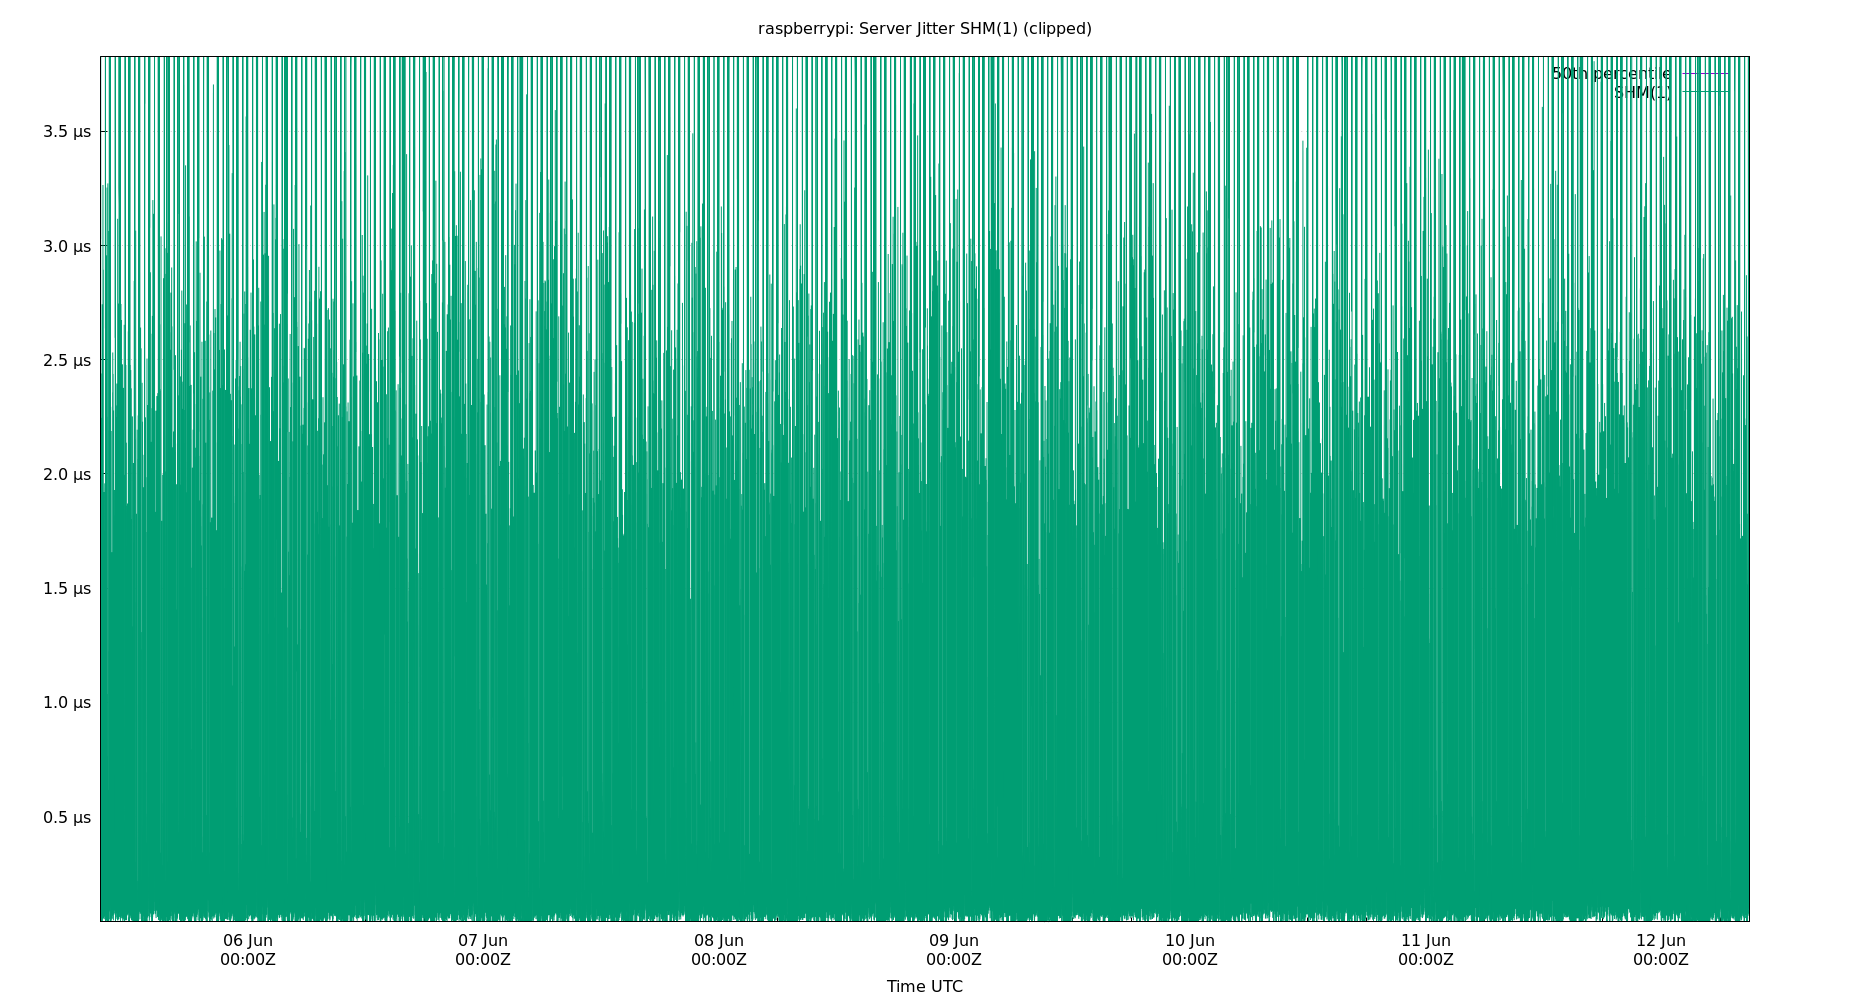 raspberrypi: Server Jitter SHM(1) (clipped)
50th percentile
SHM(1)
3.5 µs
3.0 µs
2.5 µs
2.0 µs
1.5 µs
1.0 µs
0.5 µs
06 Jun 07 Jun 08 Jun 09 Jun 10 Jun 11 Jun 12 Jun
00:00Z 00:00Z 00:00Z 00:00Z 00:00Z 00:00Z 00:00Z
Time UTC